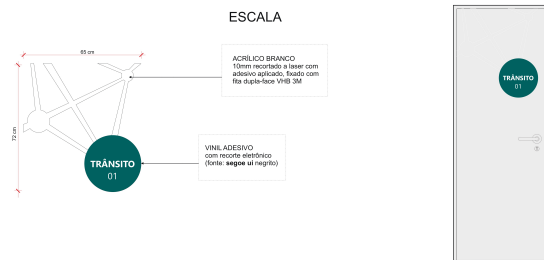 ESCALA
65 cm
ACRÍLICO BRANCO
10mm recortado a laser com
adesivo aplicado, fixado com
fita dupla-face VHB 3M
72 cm
TRÂNSITO
01
VINIL ADESIVO
com recorte eletrônico
(fonte: segoe ui negrito)
TRÂNSITO
01